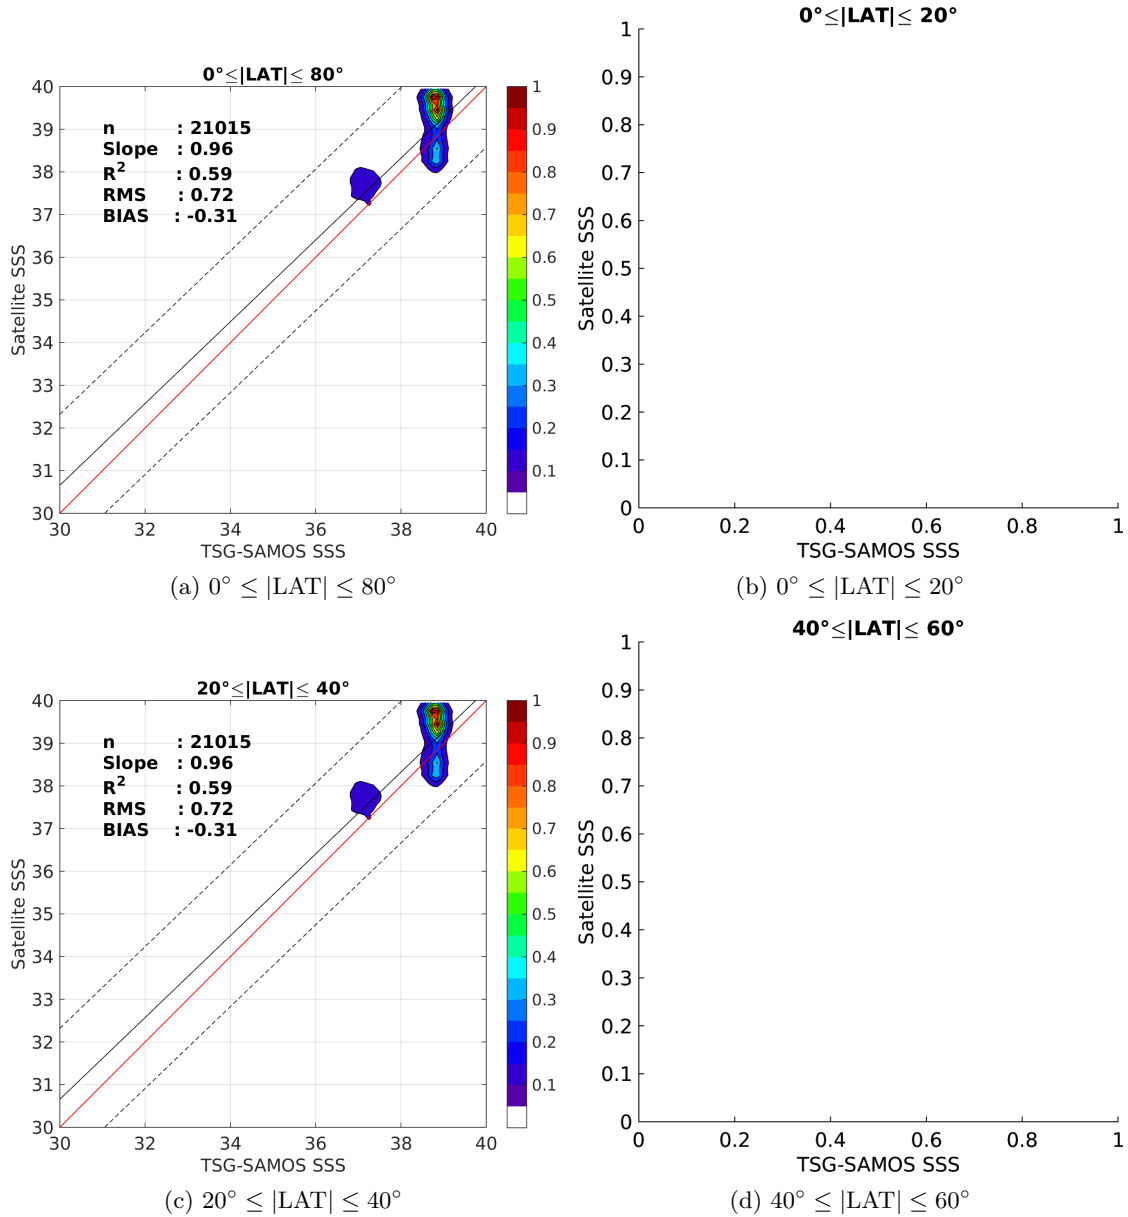 0°≤|LAT|≤ 80°
40
39
38
37
36
35
34
33
32
31
30
30 32 34 36 38 40
Satellite SSS
TSG-SAMOS SSS
n : 21015
Slope : 0.96
R² : 0.59
RMS : 0.72
BIAS : -0.31
1
0.9
0.8
0.7
0.6
0.5
0.4
0.3
0.2
0.1
(a) 0° ≤ |LAT| ≤ 80°
0°≤|LAT|≤ 20°
1
0.9
0.8
0.7
0.6
0.5
0.4
0.3
0.2
0.1
0
0 0.2 0.4 0.6 0.8 1
Satellite SSS
TSG-SAMOS SSS
(b) 0° ≤ |LAT| ≤ 20°
20°≤|LAT|≤ 40°
40
39
38
37
36
35
34
33
32
31
30
30 32 34 36 38 40
Satellite SSS
TSG-SAMOS SSS
n : 21015
Slope : 0.96
R² : 0.59
RMS : 0.72
BIAS : -0.31
1
0.9
0.8
0.7
0.6
0.5
0.4
0.3
0.2
0.1
(c) 20° ≤ |LAT| ≤ 40°
40°≤|LAT|≤ 60°
1
0.9
0.8
0.7
0.6
0.5
0.4
0.3
0.2
0.1
0
0 0.2 0.4 0.6 0.8 1
Satellite SSS
TSG-SAMOS SSS
(d) 40° ≤ |LAT| ≤ 60°